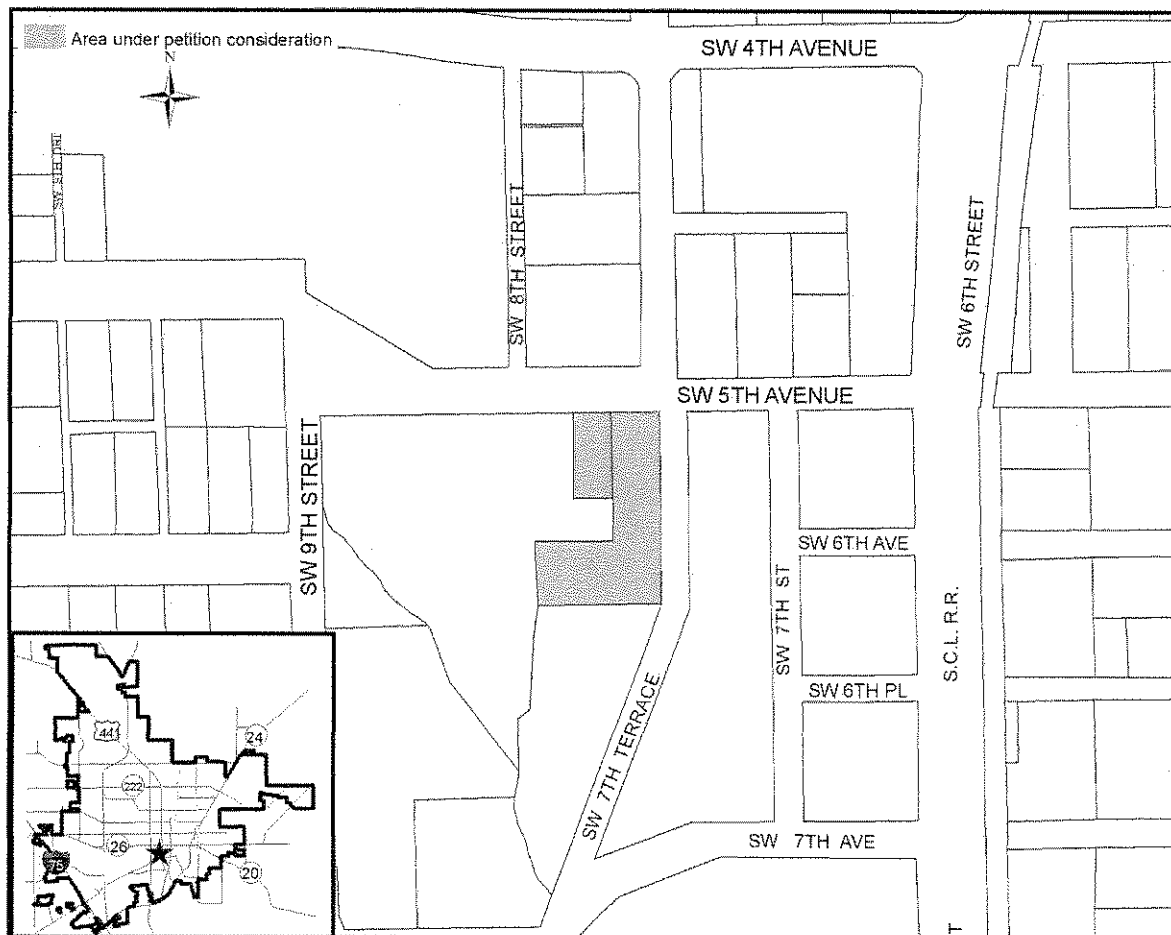 Area under petition consideration
N
SW 4TH AVENUE
SW 8TH STREET
SW 6TH STREET
SW 5TH AVENUE
SW 9TH STREET
SW 6TH AVE
SW 7TH ST
S.C.L. R.R.
SW 6TH PL
SW 7TH TERRACE
SW 7TH AVE
441
24
222
26
75
20
T